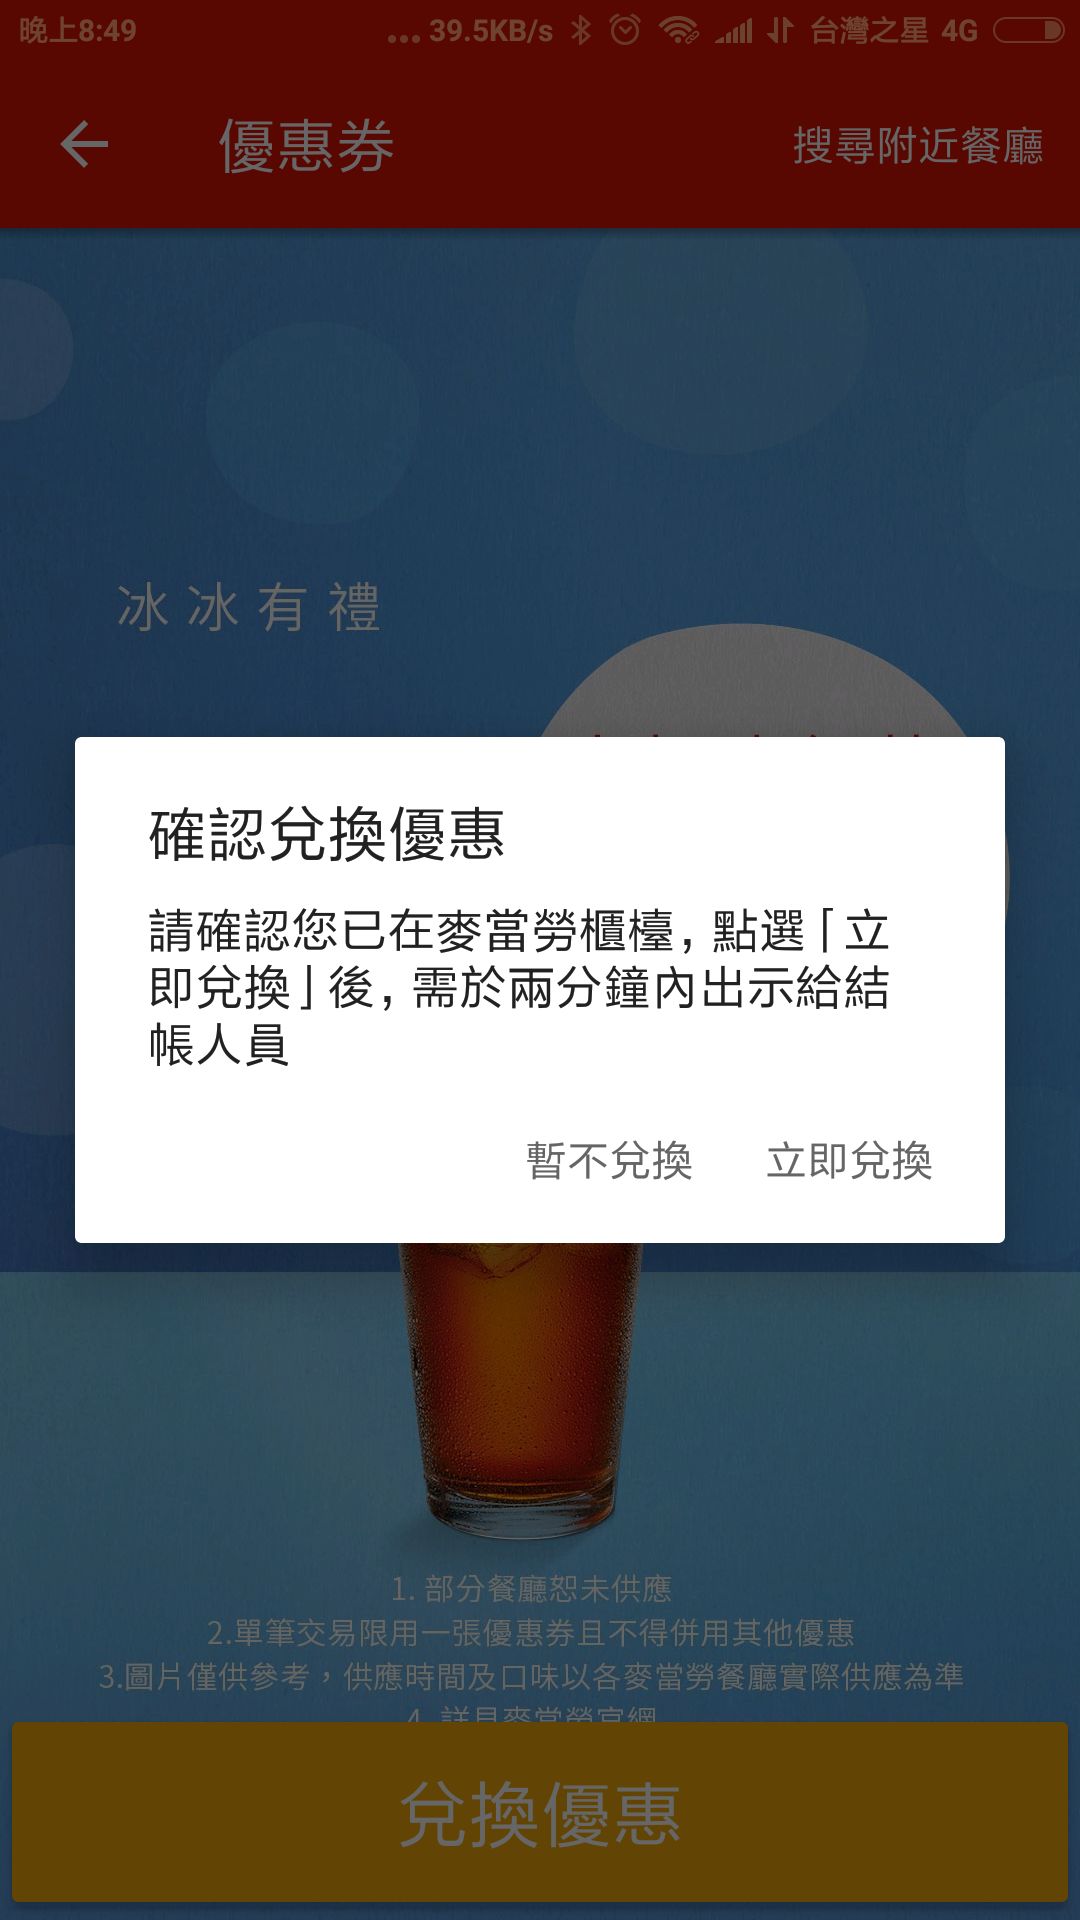 晚上8:49
... 39.5KB/s 台灣之星 4G
優惠券
搜尋附近餐廳
冰冰有禮
確認兌換優惠
請確認您已在麥當勞櫃檯,點選「立
即兌換」後,需於兩分鐘內出示給結
帳人員
暫不兌換 立即兌換
1. 部分餐廳恕未供應
2.單筆交易限用一張優惠券且不得併用其他優惠
3.圖片僅供參考，供應時間及口味以各麥當勞餐廳實際供應為準
4. 詳見麥當勞官網
兌換優惠